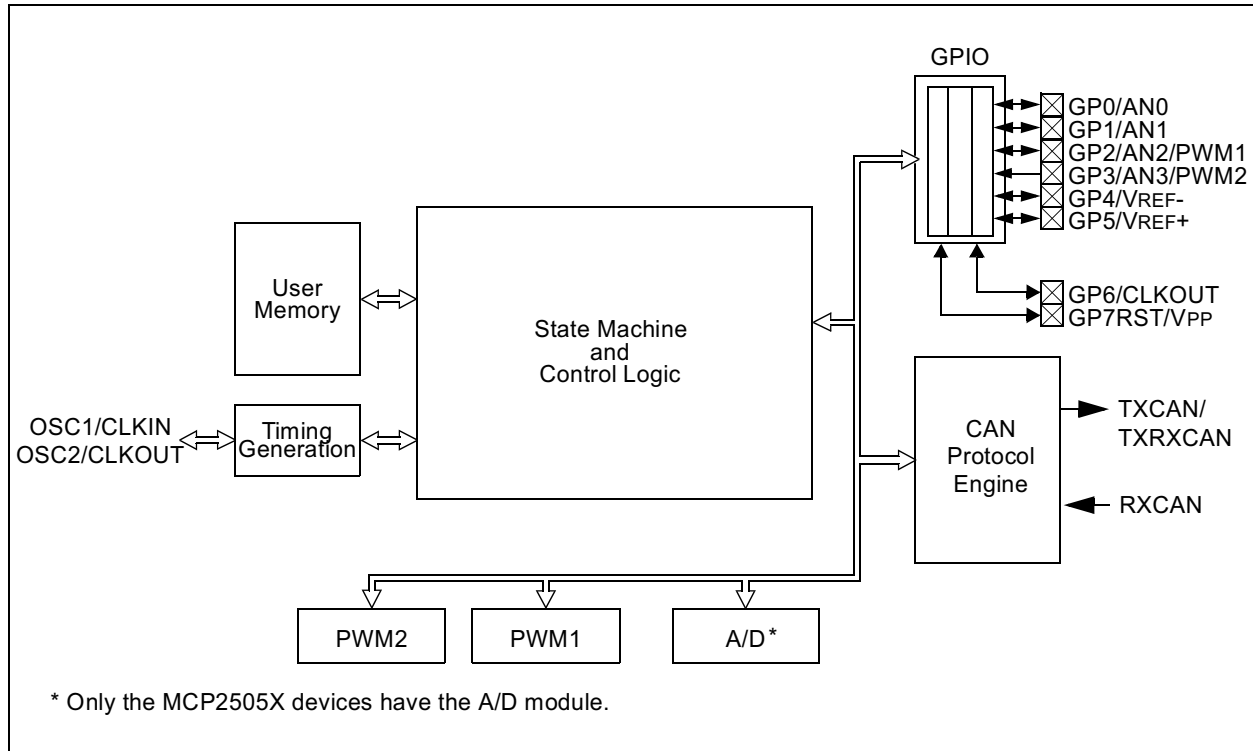 GPIO
GP0/AN0
GP1/AN1
GP2/AN2/PWM1
GP3/AN3/PWM2
GP4/VREF-
GP5/VREF+
GP6/CLKOUT
GP7RST/VPP
User
Memory
State Machine
and
Control Logic
OSC1/CLKIN
OSC2/CLKOUT
Timing
Generation
CAN
Protocol
Engine
TXCAN/
TXRXCAN
RXCAN
PWM2
PWM1
A/D*
* Only the MCP2505X devices have the A/D module.